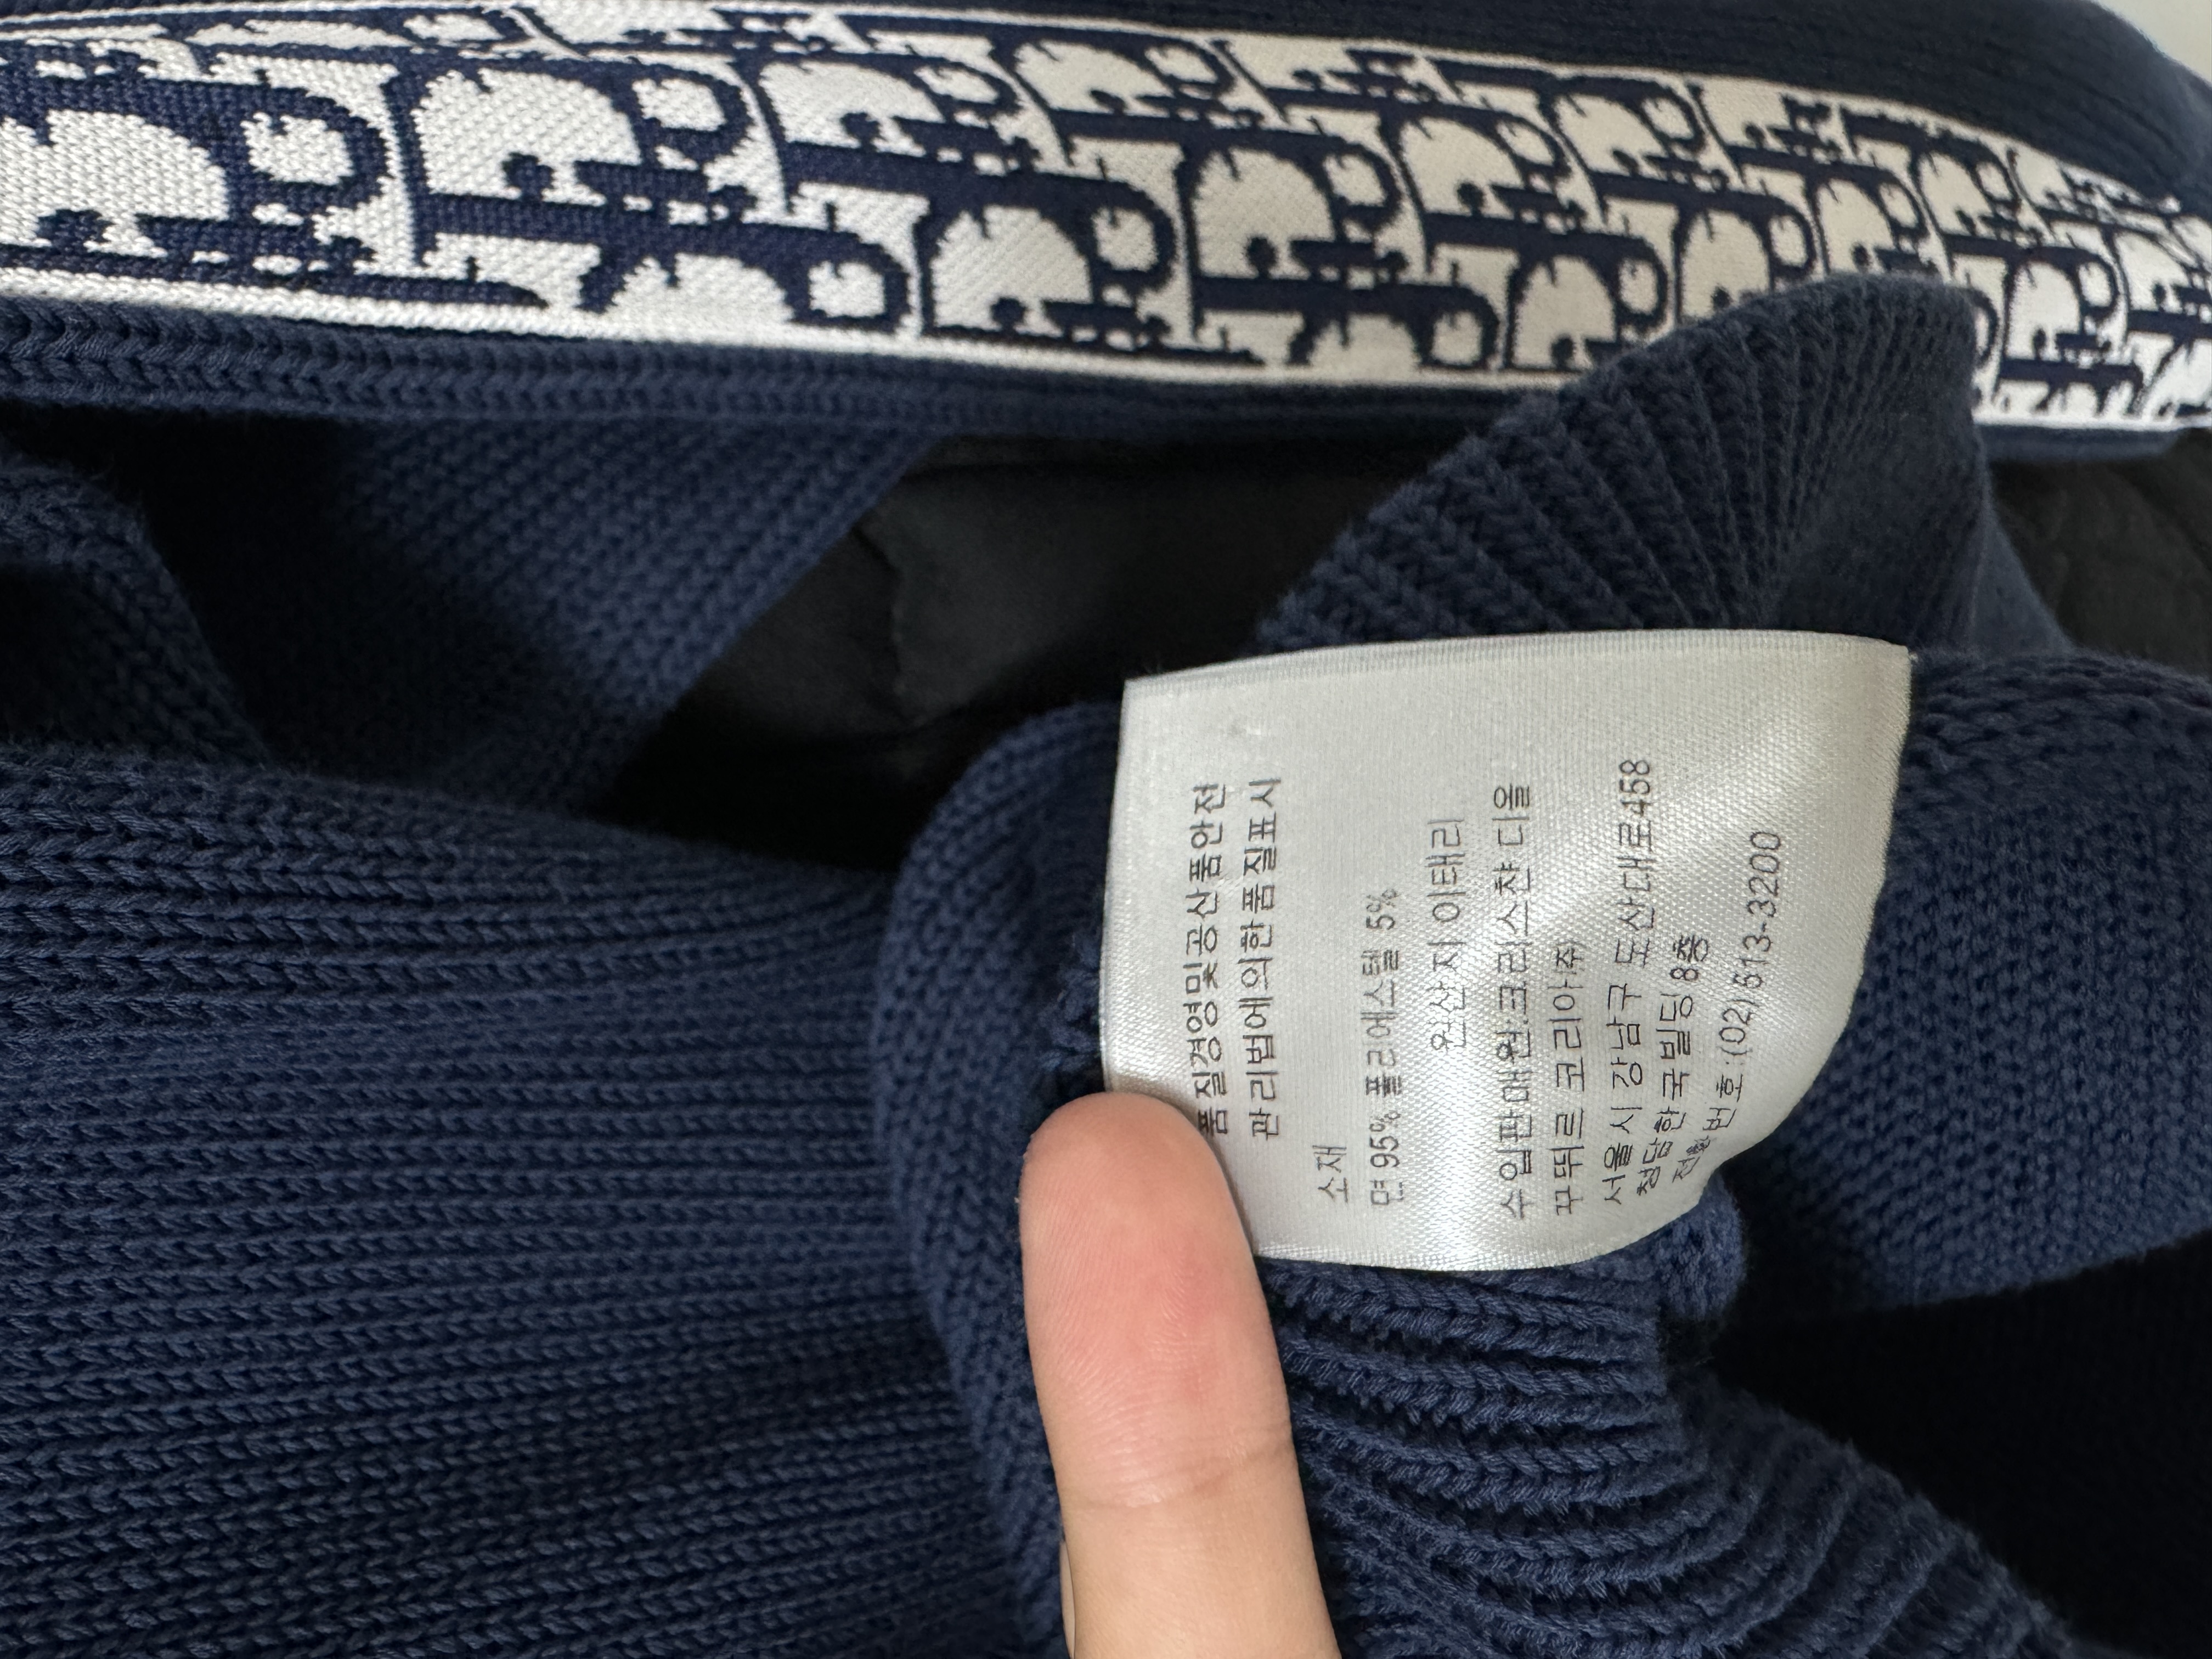 품질경영및공산품안전
관리법에의한품질표시
소재
면 95% 폴리에스텔 5%
원산지 이태리
수입판매원:크리스챤 디올
꾸뛰르 코리아(주)
서울시 강남구 도산대로458
청담한국빌딩 8층
전화번호:(02)513-3200